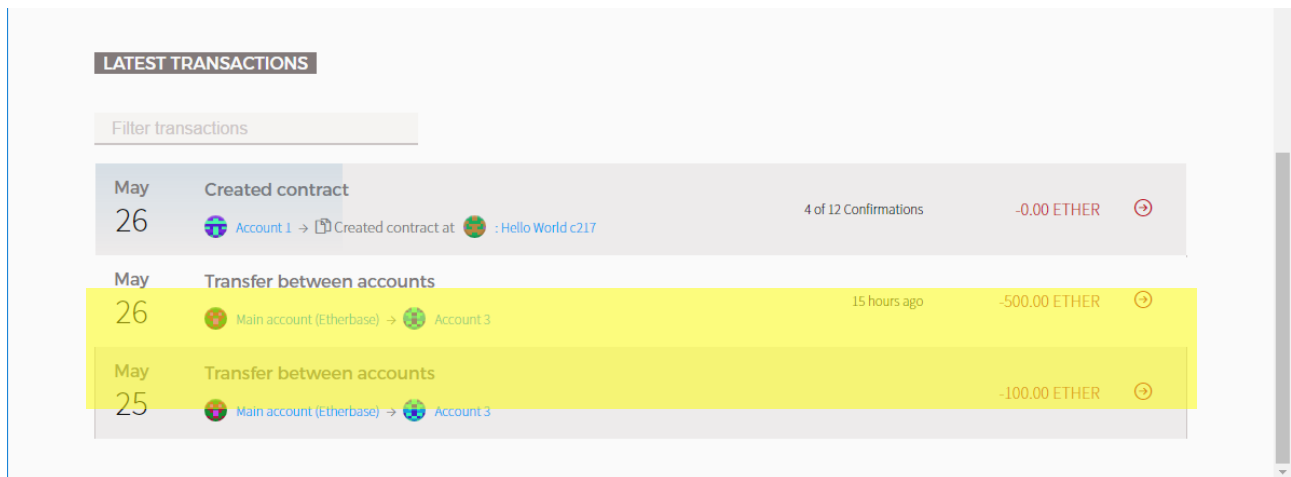 LATEST TRANSACTIONS
Filter transactions
May
26
Created contract
Account 1 → Created contract at : Hello World c217
4 of 12 Confirmations
-0.00 ETHER
May
26
Transfer between accounts
Main account (Etherbase) → Account 3
15 hours ago
-500.00 ETHER
May
25
Transfer between accounts
Main account (Etherbase) → Account 3
-100.00 ETHER